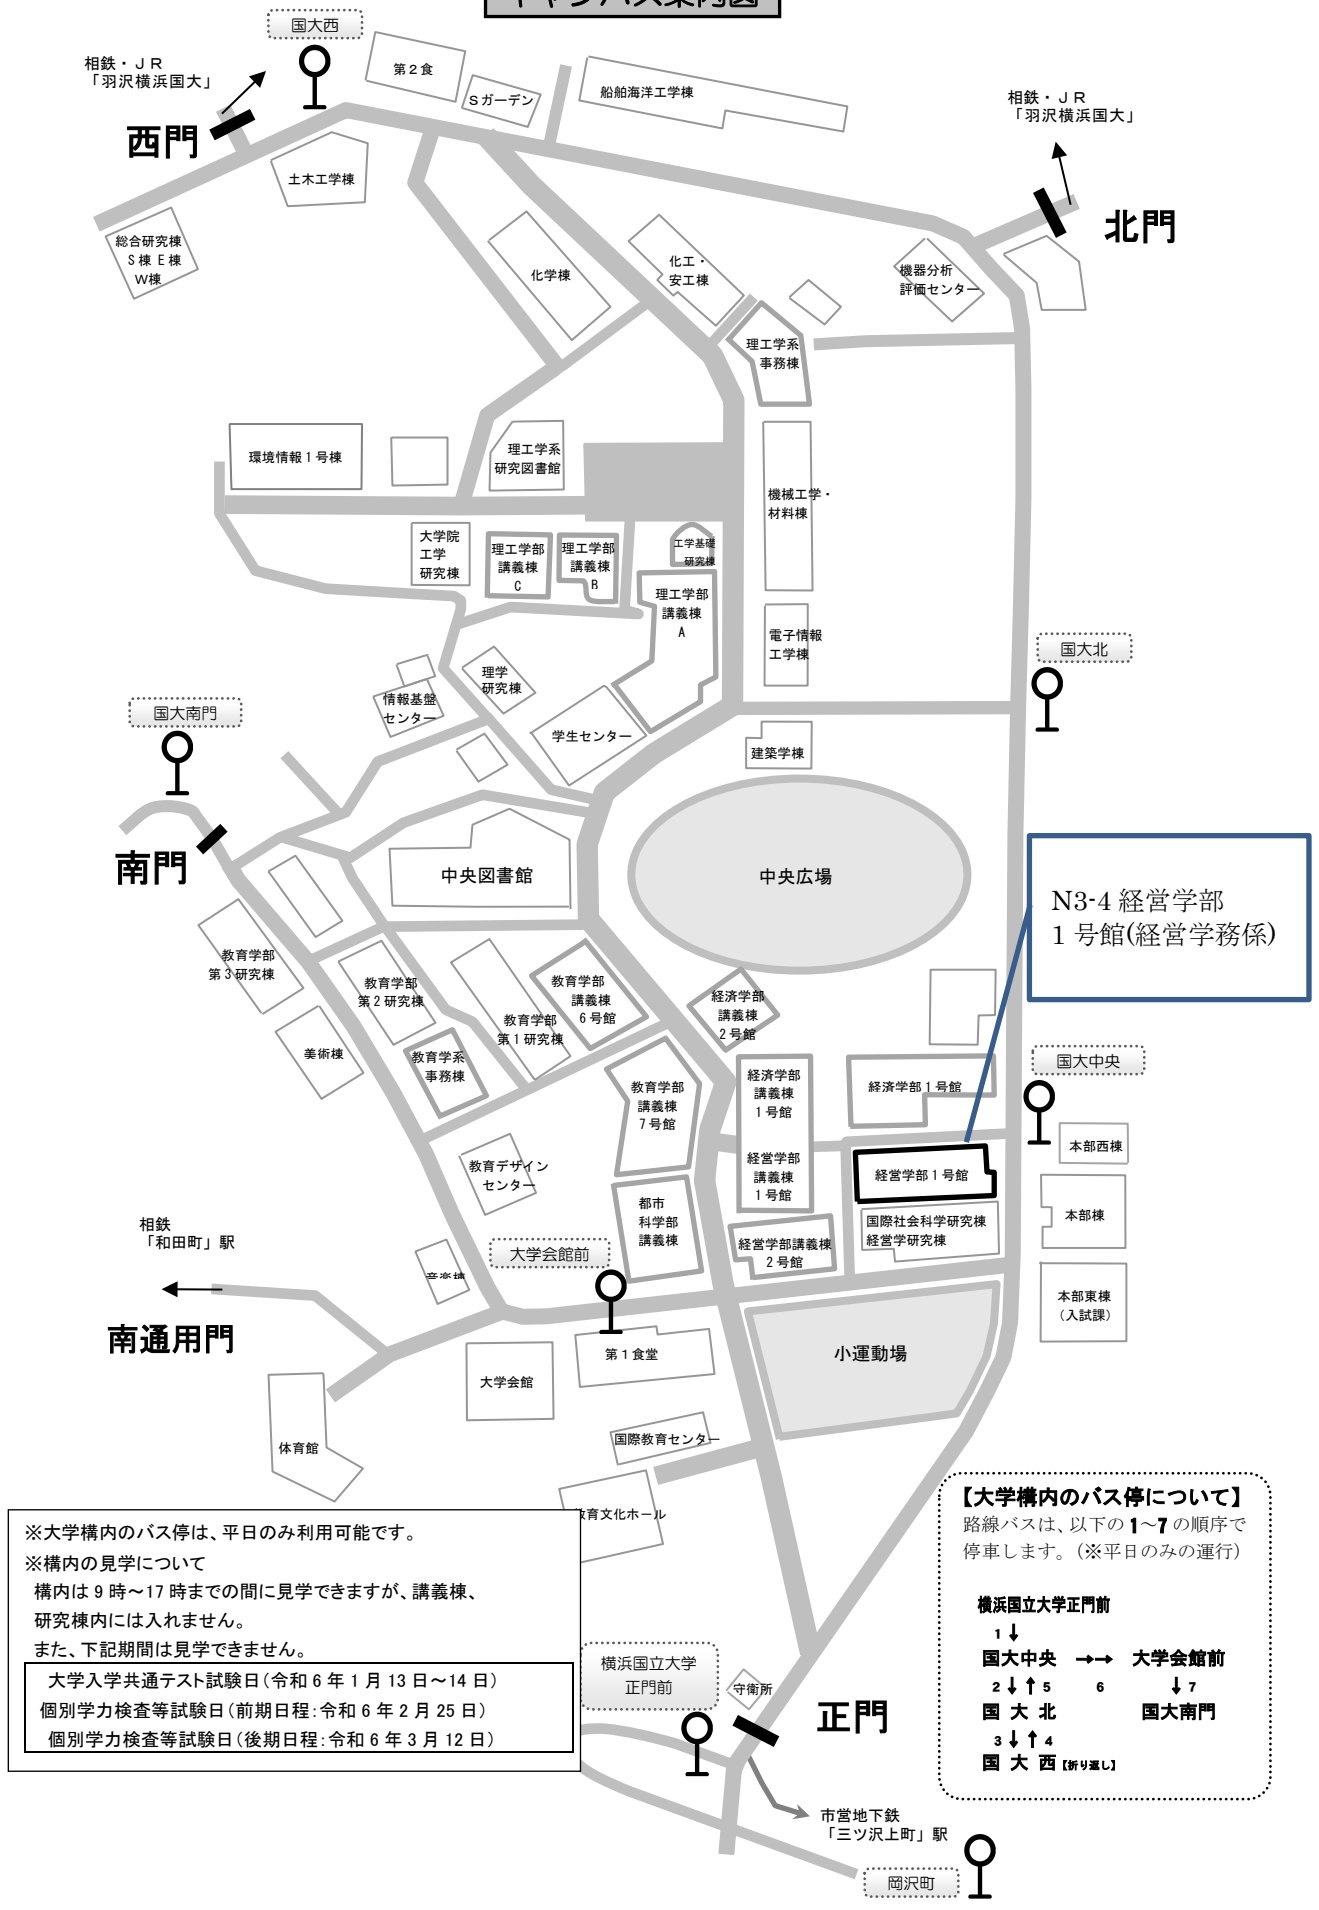 キャンパス案内図
国大西
相鉄・ＪＲ
「羽沢横浜国大」
西門
第２食
Ｓガーデン
船舶海洋工学棟
相鉄・ＪＲ
「羽沢横浜国大」
北門
土木工学棟
総合研究棟
Ｓ棟Ｅ棟
Ｗ棟
化学棟
化工・
安工棟
機器分析
評価センター
理工学系
事務棟
環境情報１号棟
理工学系
研究図書館
機械工学・
材料棟
大学院
工学
研究棟
理工学部
講義棟
C
理工学部
講義棟
B
工学基礎
研究棟
理工学部
講義棟
A
電子情報
工学棟
国大北
理学
研究棟
情報基盤
センター
国大南門
学生センター
建築学棟
南門
中央図書館
中央広場
N3-4 経営学部
1 号館(経営学務係)
教育学部
第3研究棟
教育学部
第2研究棟
教育学部
講義棟
6号館
教育学部
第1研究棟
経済学部
講義棟
2号館
美術棟
教育学系
事務棟
国大中央
教育学部
講義棟
7号館
経済学部
講義棟
1号館
経済学部1号館
本部西棟
教育デザイン
センター
経営学部
講義棟
1号館
経営学部1号館
都市
科学部
講義棟
国際社会科学研究棟
経営学研究棟
本部棟
相鉄
「和田町」駅
大学会館前
経営学部講義棟
2号館
音楽棟
本部東棟
（入試課）
南通用門
第１食堂
小運動場
大学会館
体育館
国際教育センター
教育文化ホール
※大学構内のバス停は、平日のみ利用可能です。
※構内の見学について
構内は 9 時～17 時までの間に見学できますが、講義棟、
研究棟内には入れません。
また、下記期間は見学できません。
大学入学共通テスト試験日（令和 6 年 1 月 13 日～14 日）
個別学力検査等試験日（前期日程：令和 6 年 2 月 25 日）
個別学力検査等試験日（後期日程：令和 6 年 3 月 12 日）
【大学構内のバス停について】
路線バスは、以下の 1～7 の順序で
停車します。（※平日のみの運行）
横浜国立大学正門前
1 ↓
国大中央 →→ 大学会館前
2 ↓ ↑ 5 6 ↓ 7
国 大 北 国大南門
3 ↓ ↑ 4
国 大 西【折り返し】
横浜国立大学
正門前
守衛所
正門
市営地下鉄
「三ツ沢上町」駅
岡沢町